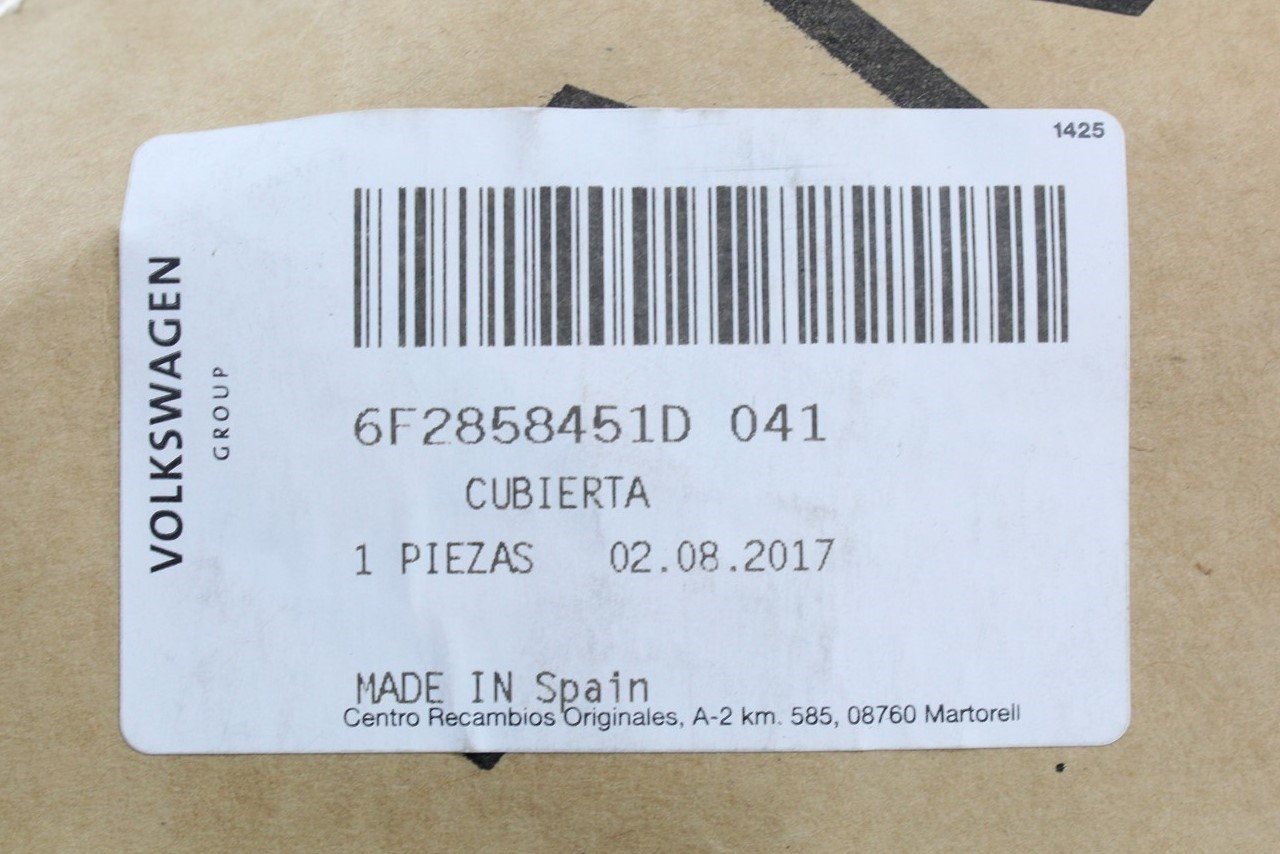 1425
VOLKSWAGEN
GROUP
6F2858451D 041
CUBIERTA
1 PIEZAS 02.08.2017
MADE IN Spain
Centro Recambios Originales, A-2 km. 585, 08760 Martorell